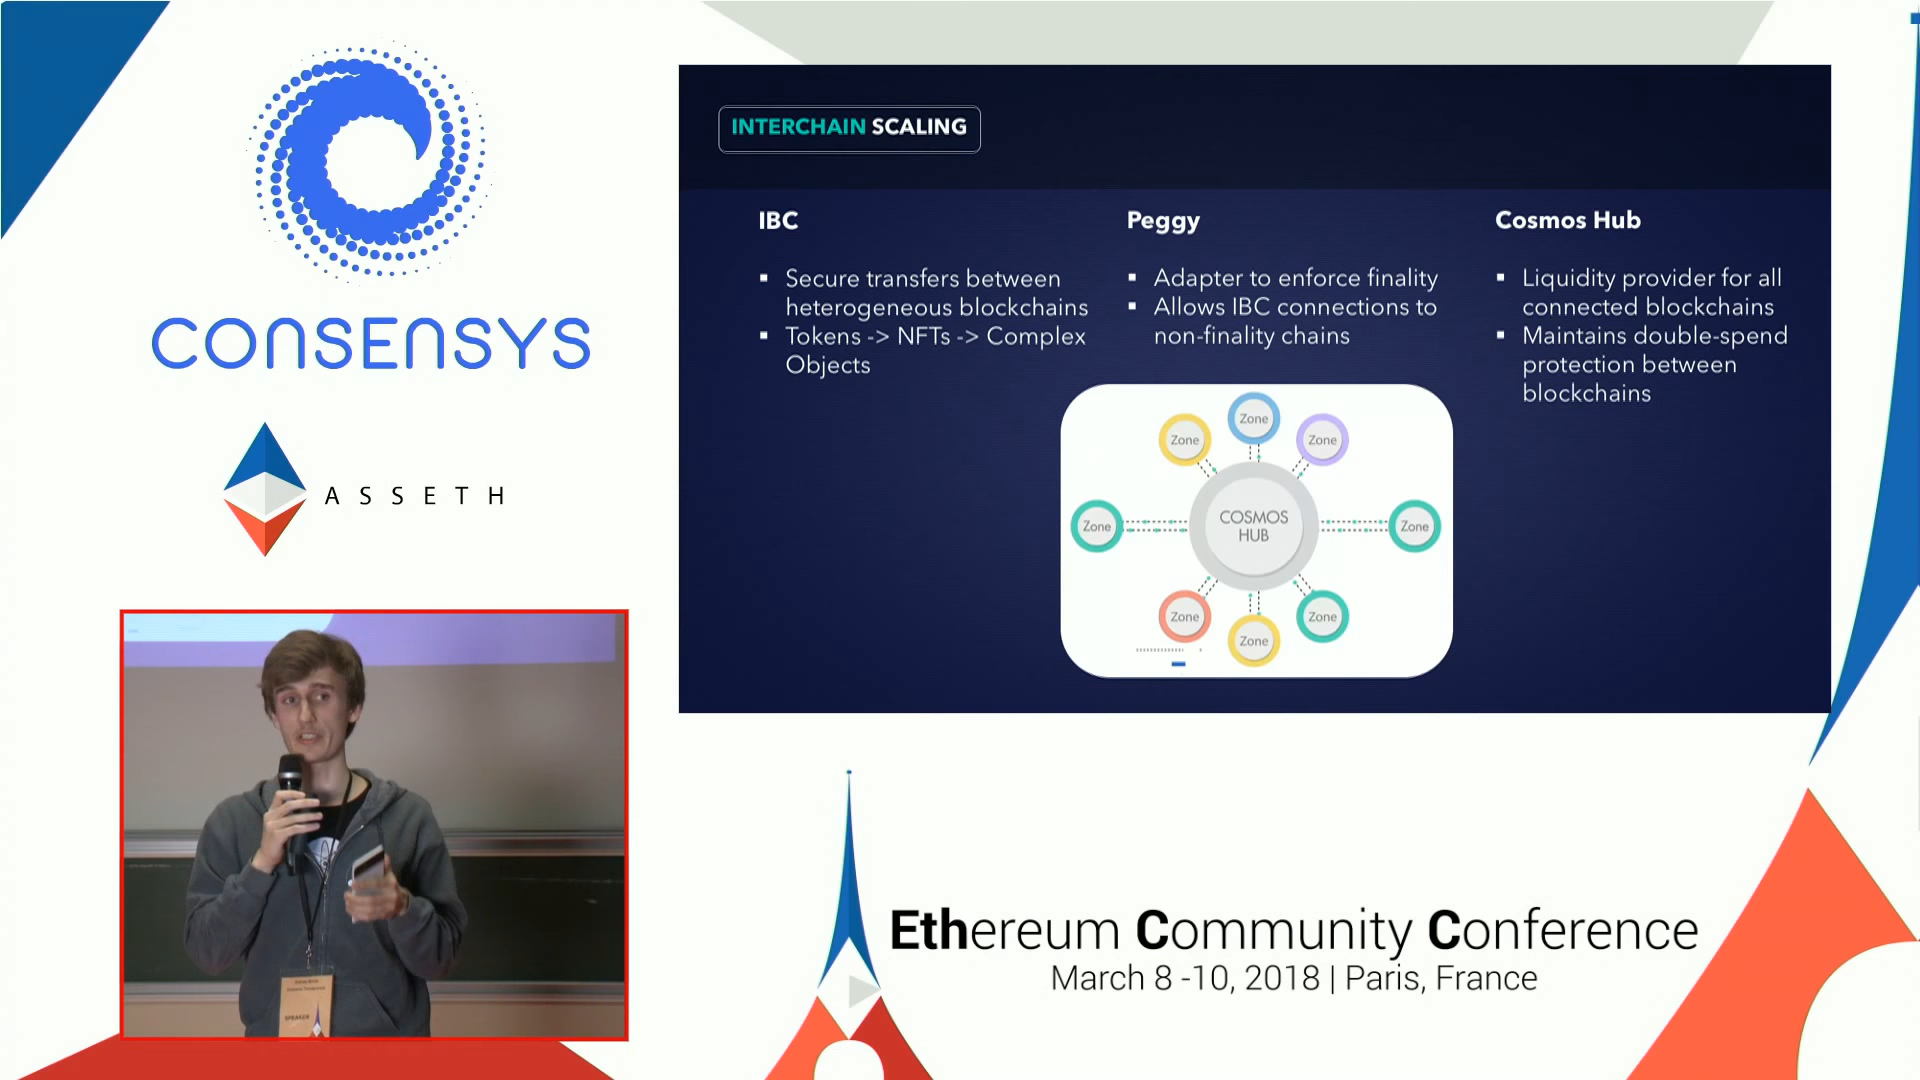 CONSENSYS
ASSETH
INTERCHAIN SCALING
IBC
▪ Secure transfers between
heterogeneous blockchains
▪ Tokens -> NFTs -> Complex
Objects
Peggy
▪ Adapter to enforce finality
▪ Allows IBC connections to
non-finality chains
Cosmos Hub
▪ Liquidity provider for all
connected blockchains
▪ Maintains double-spend
protection between
blockchains
Zone
Zone
Zone
Zone
COSMOS
HUB
Zone
Zone
Zone
Zone
SPEAKER
Ethereum Community Conference
March 8 -10, 2018 | Paris, France